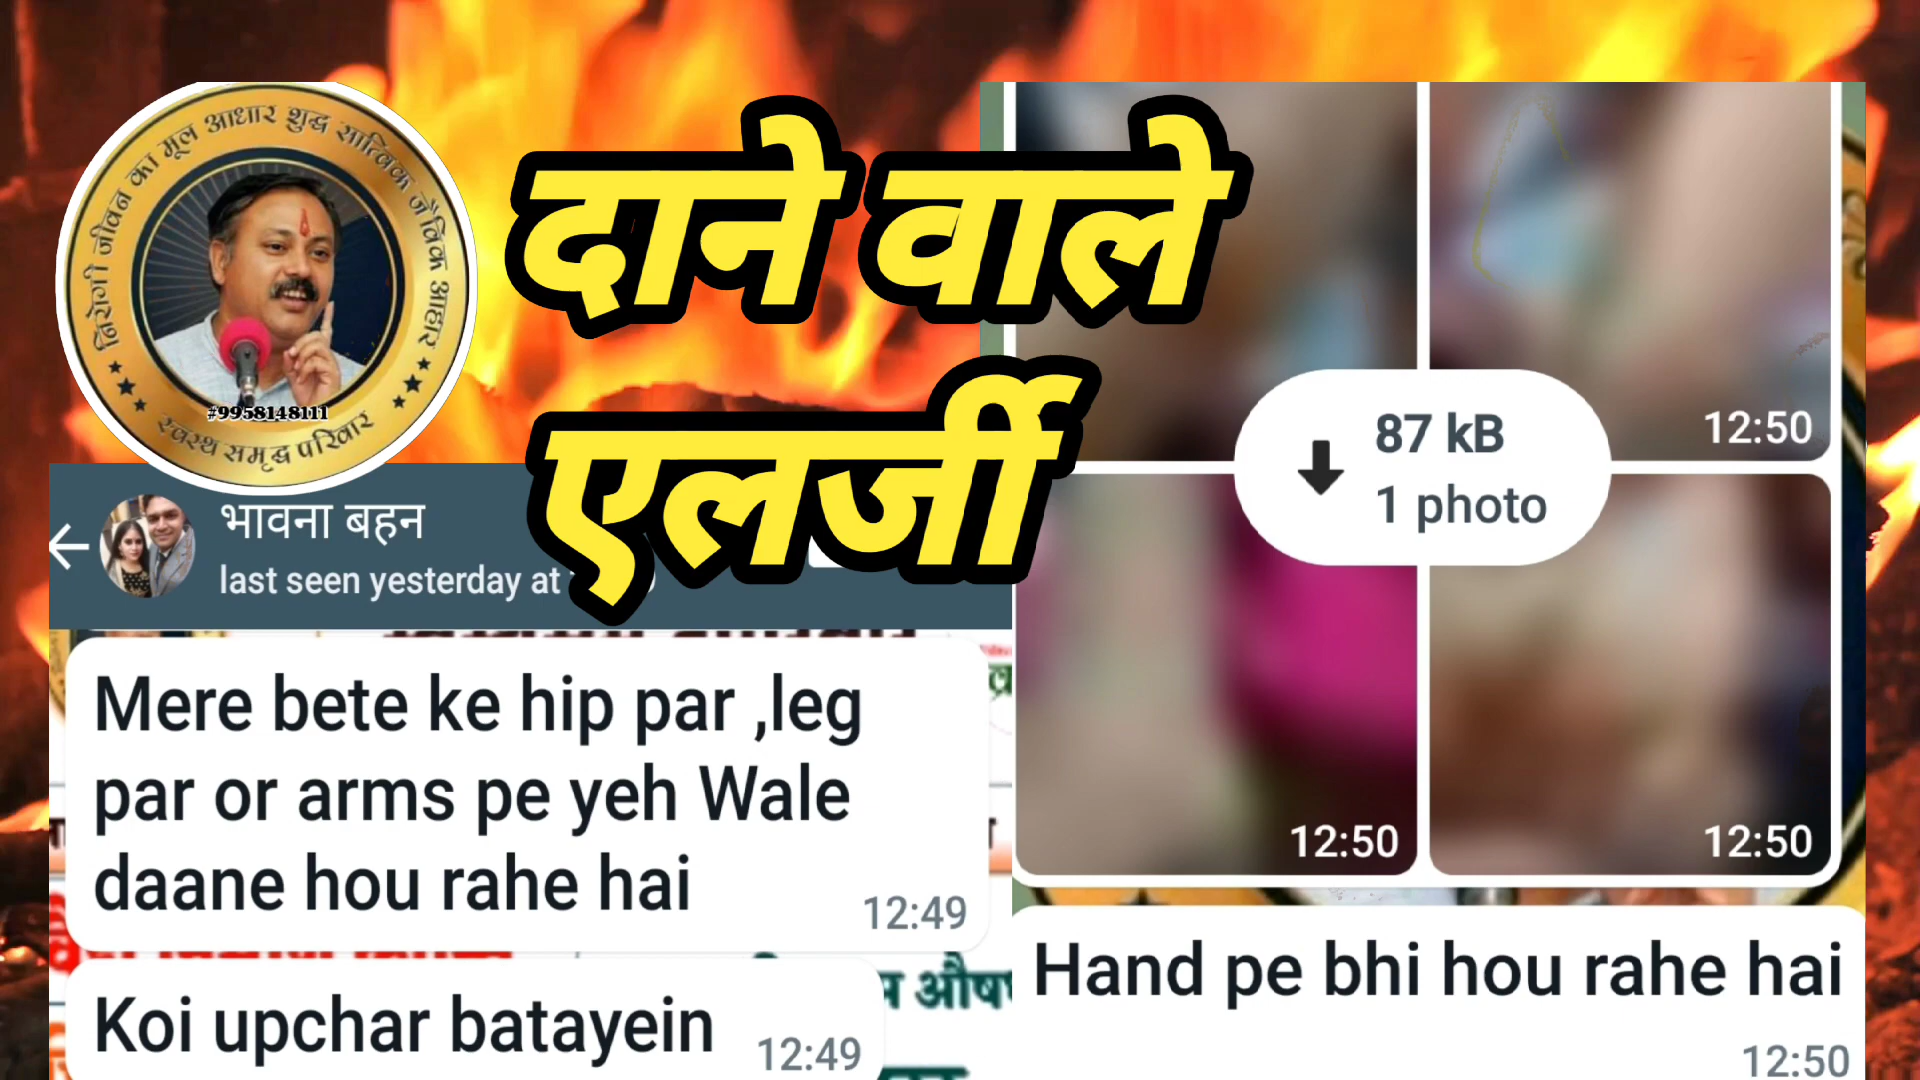 निरोगी जीवन का मूल आधार शुद्ध सात्विक जैविक आहार
#9958148111
स्वस्थ समृद्ध परिवार
दाने वाले
एलर्जी
भावना बहन
last seen yesterday at
Mere bete ke hip par ,leg
par or arms pe yeh Wale
daane hou rahe hai
12:49
Koi upchar batayein
12:49
12:50
87 kB
1 photo
12:50
12:50
Hand pe bhi hou rahe hai
12:50